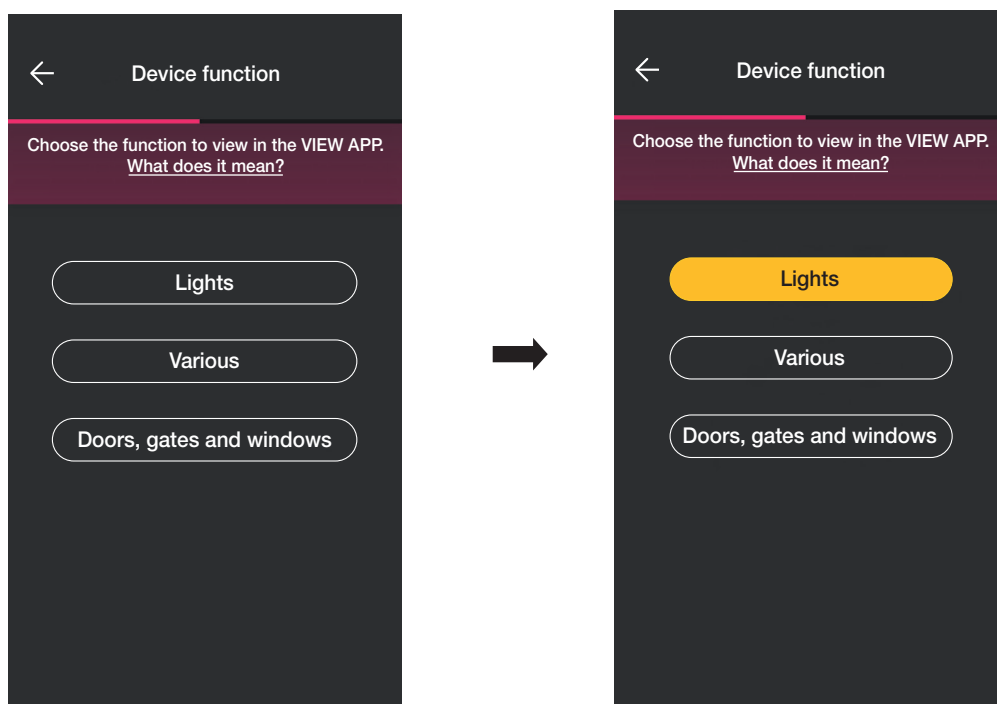 Device function
Choose the function to view in the VIEW APP.
What does it mean?
Lights
Various
Doors, gates and windows
Device function
Choose the function to view in the VIEW APP.
What does it mean?
Lights
Various
Doors, gates and windows